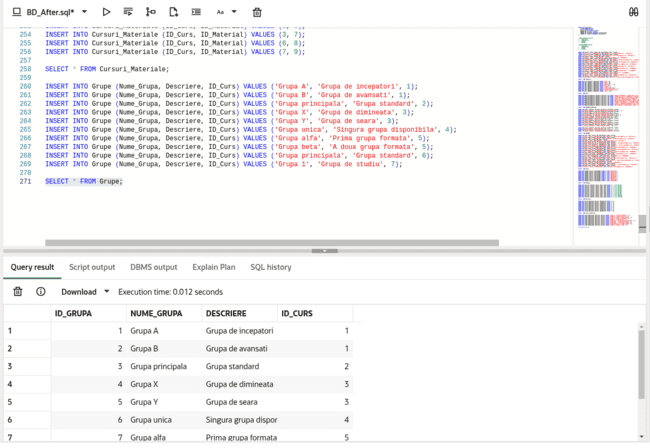 BD_After.sql* Aa
254 INSERT INTO Cursuri_Materiale (ID_Curs, ID_Material) VALUES (3, 7);
255 INSERT INTO Cursuri_Materiale (ID_Curs, ID_Material) VALUES (6, 8);
256 INSERT INTO Cursuri_Materiale (ID_Curs, ID_Material) VALUES (7, 9);
257
258 SELECT * FROM Cursuri_Materiale;
259
260 INSERT INTO Grupe (Nume_Grupa, Descriere, ID_Curs) VALUES ('Grupa A', 'Grupa de incepatori', 1);
261 INSERT INTO Grupe (Nume_Grupa, Descriere, ID_Curs) VALUES ('Grupa B', 'Grupa de avansati', 1);
262 INSERT INTO Grupe (Nume_Grupa, Descriere, ID_Curs) VALUES ('Grupa principala', 'Grupa standard', 2);
263 INSERT INTO Grupe (Nume_Grupa, Descriere, ID_Curs) VALUES ('Grupa X', 'Grupa de dimineata', 3);
264 INSERT INTO Grupe (Nume_Grupa, Descriere, ID_Curs) VALUES ('Grupa Y', 'Grupa de seara', 3);
265 INSERT INTO Grupe (Nume_Grupa, Descriere, ID_Curs) VALUES ('Grupa unica', 'Singura grupa disponibila', 4);
266 INSERT INTO Grupe (Nume_Grupa, Descriere, ID_Curs) VALUES ('Grupa alfa', 'Prima grupa formata', 5);
267 INSERT INTO Grupe (Nume_Grupa, Descriere, ID_Curs) VALUES ('Grupa beta', 'A doua grupa formata', 5);
268 INSERT INTO Grupe (Nume_Grupa, Descriere, ID_Curs) VALUES ('Grupa principala', 'Grupa standard', 6);
269 INSERT INTO Grupe (Nume_Grupa, Descriere, ID_Curs) VALUES ('Grupa 1', 'Grupa de studiu', 7);
270
271 SELECT * FROM Grupe;
Query result Script output DBMS output Explain Plan SQL history
Download Execution time: 0.012 seconds
ID_GRUPA NUME_GRUPA DESCRIERE ID_CURS
1 1 Grupa A Grupa de incepatori 1
2 2 Grupa B Grupa de avansati 1
3 3 Grupa principala Grupa standard 2
4 4 Grupa X Grupa de dimineata 3
5 5 Grupa Y Grupa de seara 3
6 6 Grupa unica Singura grupa dispor 4
7 7 Grupa alfa Prima grupa formata 5